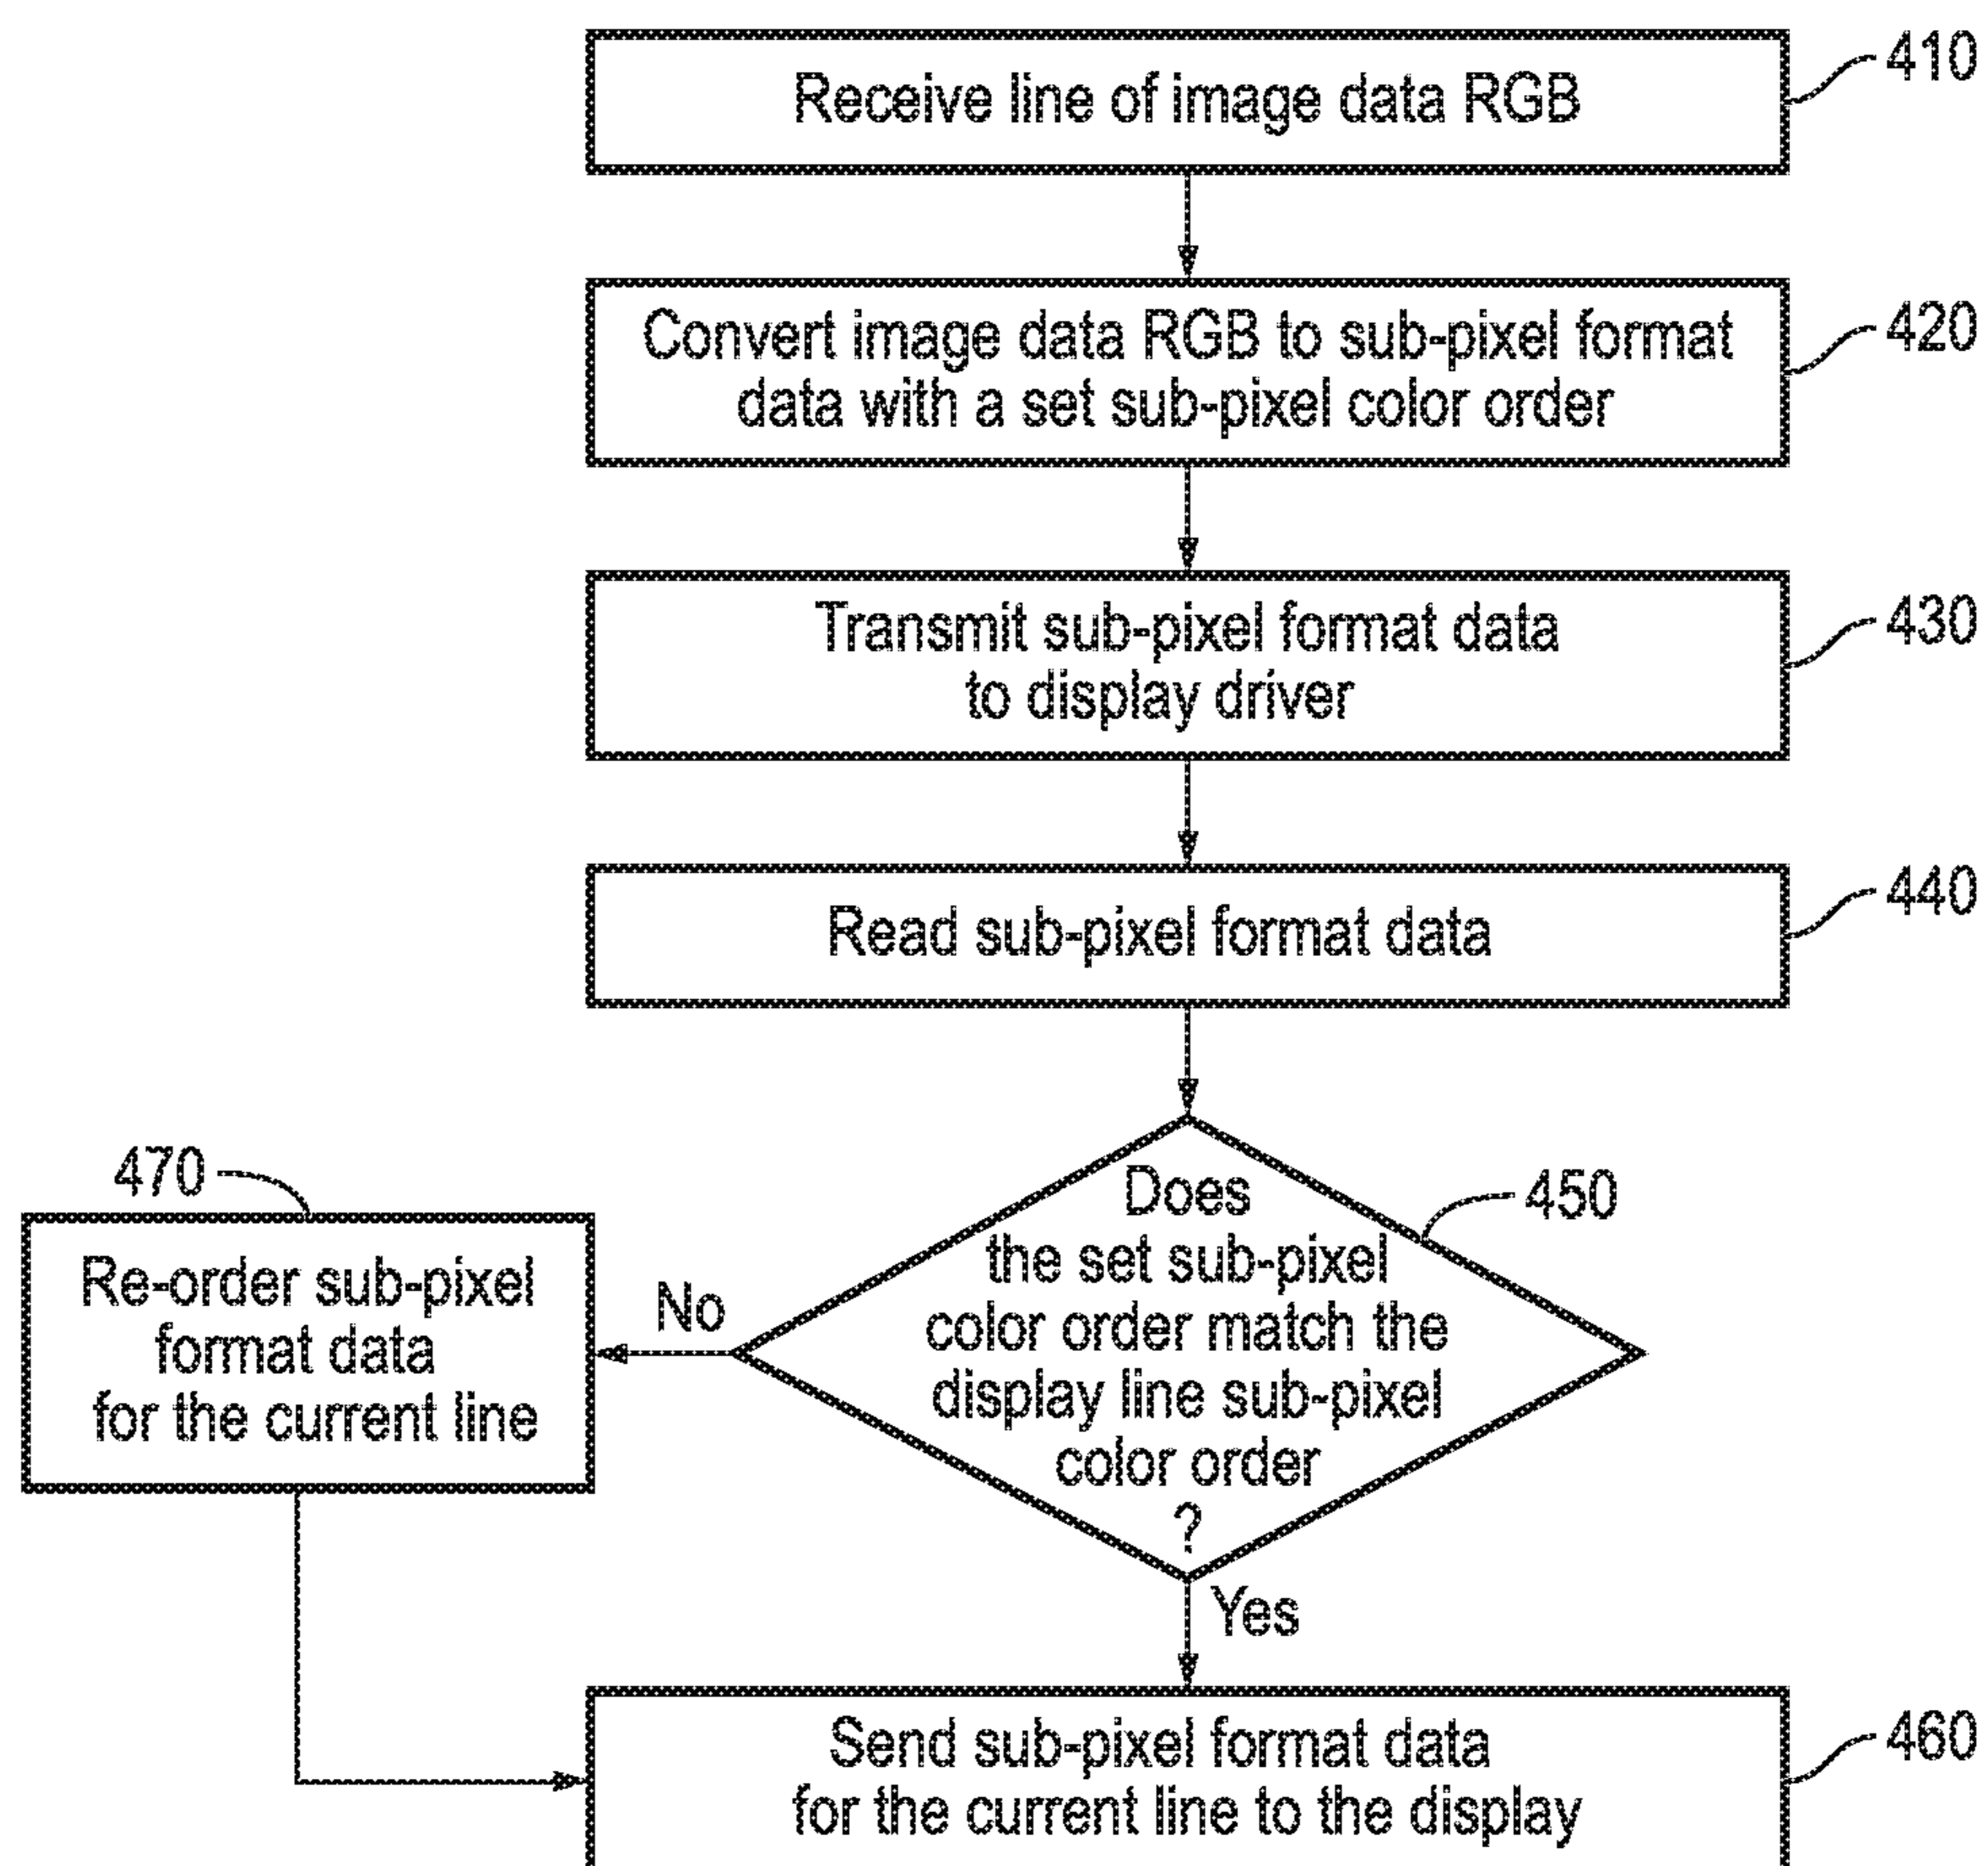 Receive line of image data RGB
410
Convert image data RGB to sub-pixel format
data with a set sub-pixel color order
420
Transmit sub-pixel format data
to display driver
430
Read sub-pixel format data
440
Does
the set sub-pixel
color order match the
display line sub-pixel
color order
?
450
No
470
Re-order sub-pixel
format data
for the current line
Yes
Send sub-pixel format data
for the current line to the display
460